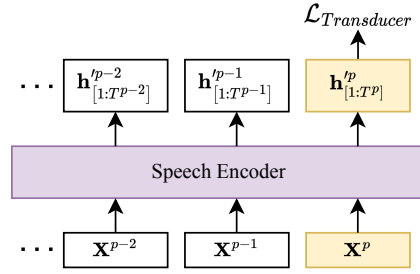 ℒ_{Transducer}
... h'^{p-2}_{[1:T^{p-2}]} h'^{p-1}_{[1:T^{p-1}]} h'^{p}_{[1:T^{p}]}
Speech Encoder
... X^{p-2} X^{p-1} X^{p}